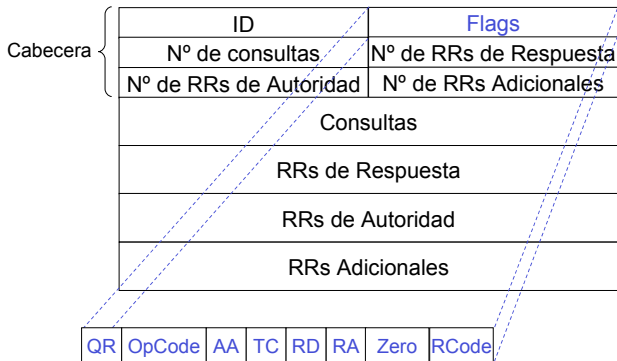 ID Flags
Cabecera
Nº de consultas Nº de RRs de Respuesta
Nº de RRs de Autoridad Nº de RRs Adicionales
Consultas
RRs de Respuesta
RRs de Autoridad
RRs Adicionales
QR OpCode AA TC RD RA Zero RCode